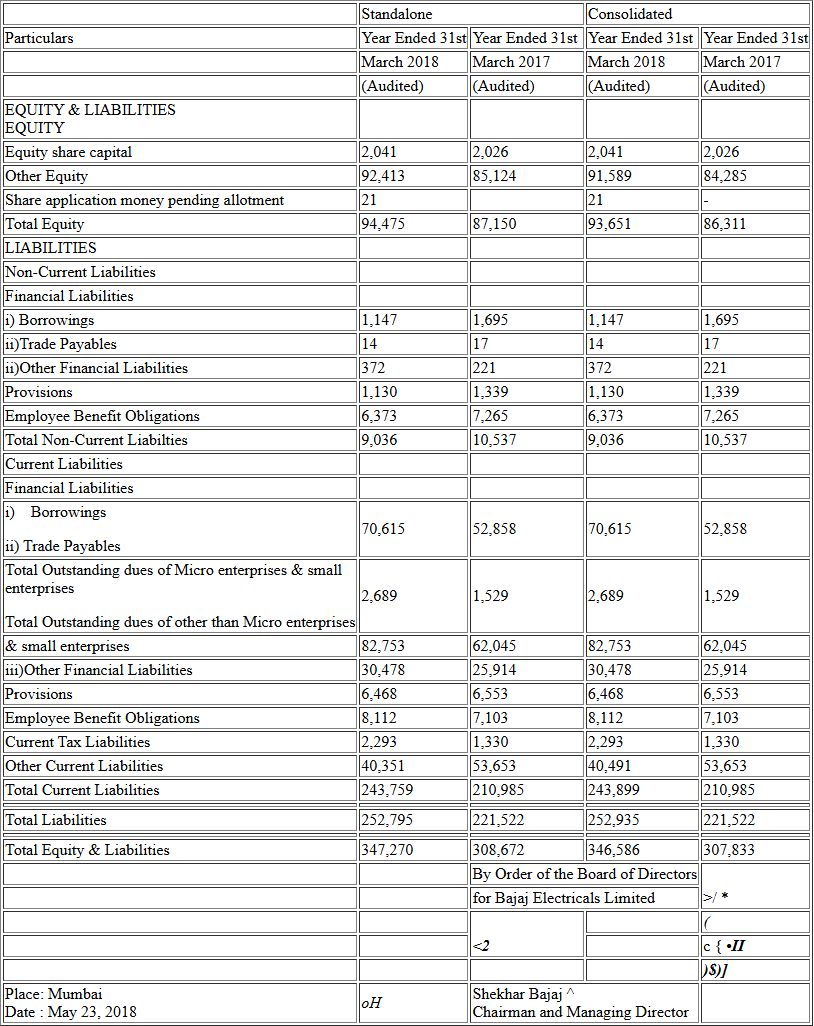 Standalone Consolidated
Particulars Year Ended 31st Year Ended 31st Year Ended 31st Year Ended 31st
March 2018 March 2017 March 2018 March 2017
(Audited) (Audited) (Audited) (Audited)
EQUITY & LIABILITIES
EQUITY
Equity share capital 2,041 2,026 2,041 2,026
Other Equity 92,413 85,124 91,589 84,285
Share application money pending allotment 21 21 -
Total Equity 94,475 87,150 93,651 86,311
LIABILITIES
Non-Current Liabilities
Financial Liabilities
i) Borrowings 1,147 1,695 1,147 1,695
ii)Trade Payables 14 17 14 17
ii)Other Financial Liabilities 372 221 372 221
Provisions 1,130 1,339 1,130 1,339
Employee Benefit Obligations 6,373 7,265 6,373 7,265
Total Non-Current Liabilties 9,036 10,537 9,036 10,537
Current Liabilities
Financial Liabilities
i) Borrowings
70,615 52,858 70,615 52,858
ii) Trade Payables
Total Outstanding dues of Micro enterprises & small
enterprises
2,689 1,529 2,689 1,529
Total Outstanding dues of other than Micro enterprises
& small enterprises 82,753 62,045 82,753 62,045
iii)Other Financial Liabilities 30,478 25,914 30,478 25,914
Provisions 6,468 6,553 6,468 6,553
Employee Benefit Obligations 8,112 7,103 8,112 7,103
Current Tax Liabilities 2,293 1,330 2,293 1,330
Other Current Liabilities 40,351 53,653 40,491 53,653
Total Current Liabilities 243,759 210,985 243,899 210,985
Total Liabilities 252,795 221,522 252,935 221,522
Total Equity & Liabilities 347,270 308,672 346,586 307,833
By Order of the Board of Directors
for Bajaj Electricals Limited >/ *
(
<2 c { •II
)$)]
Place: Mumbai Shekhar Bajaj ^
oH
Date : May 23, 2018 Chairman and Managing Director